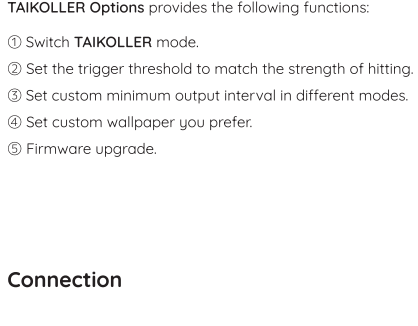 TAIKOLLER Options provides the following functions:
① Switch TAIKOLLER mode.
② Set the trigger threshold to match the strength of hitting.
③ Set custom minimum output interval in different modes.
④ Set custom wallpaper you prefer.
⑤ Firmware upgrade.
Connection